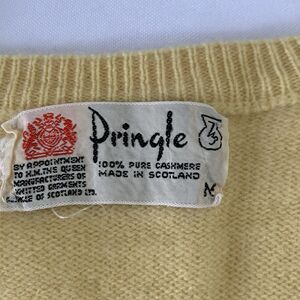 Pringle
100% PURE CASHMERE
MADE IN SCOTLAND
BY APPOINTMENT
TO H.M. THE QUEEN
MANUFACTURERS OF
KNITTED GARMENTS
PRINGLE OF SCOTLAND LTD.